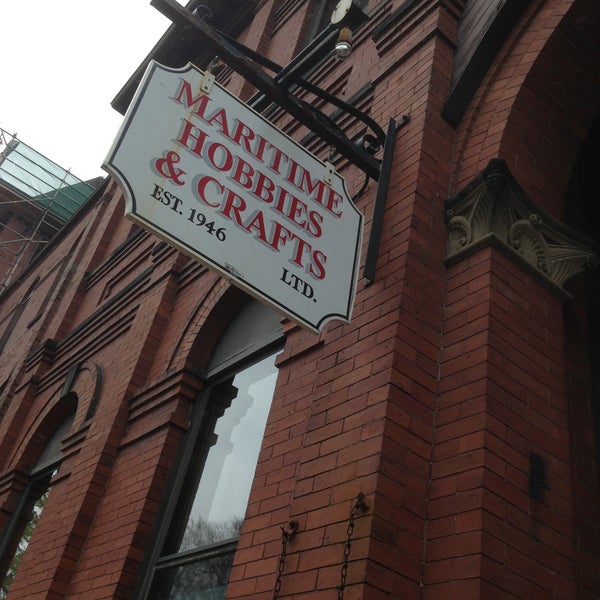 MARITIME
HOBBIES
& CRAFTS
EST. 1946 LTD.